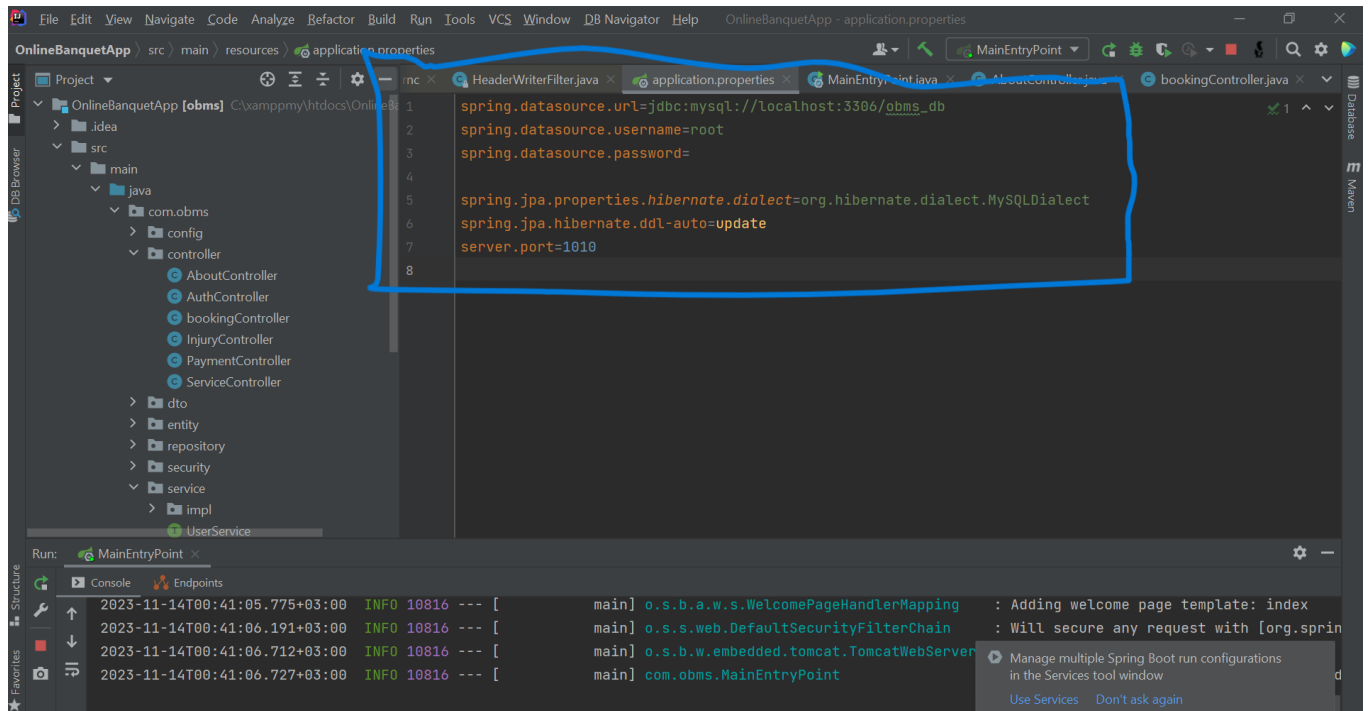 File Edit View Navigate Code Analyze Refactor Build Run Tools VCS Window DB Navigator Help OnlineBanquetApp - application.properties
OnlineBanquetApp src main resources application.properties
MainEntryPoint
Project
rnc HeaderWriterFilter.java application.properties MainEntryPoint.java AboutController.java bookingController.java
OnlineBanquetApp [obms] C:\xamppmy\htdocs\OnlineBa
.idea
src
main
java
com.obms
config
controller
AboutController
AuthController
bookingController
InjuryController
PaymentController
ServiceController
dto
entity
repository
security
service
impl
UserService
1 spring.datasource.url=jdbc:mysql://localhost:3306/obms_db
2 spring.datasource.username=root
3 spring.datasource.password=
4
5 spring.jpa.properties.hibernate.dialect=org.hibernate.dialect.MySQLDialect
6 spring.jpa.hibernate.ddl-auto=update
7 server.port=1010
8
1
Project
DB Browser
Structure
Favorites
Database
m Maven
Run: MainEntryPoint
Console Endpoints
2023-11-14T00:41:05.775+03:00 INFO 10816 --- [ main] o.s.b.a.w.s.WelcomePageHandlerMapping : Adding welcome page template: index
2023-11-14T00:41:06.191+03:00 INFO 10816 --- [ main] o.s.s.web.DefaultSecurityFilterChain : Will secure any request with [org.sprin
2023-11-14T00:41:06.712+03:00 INFO 10816 --- [ main] o.s.b.w.embedded.tomcat.TomcatWebServer
2023-11-14T00:41:06.727+03:00 INFO 10816 --- [ main] com.obms.MainEntryPoint
Manage multiple Spring Boot run configurations
in the Services tool window
Use Services Don't ask again